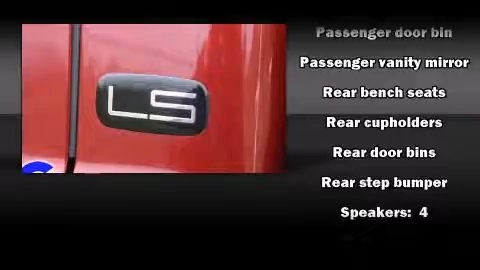 LS
Passenger door bin
Passenger vanity mirror
Rear bench seats
Rear cupholders
Rear door bins
Rear step bumper
Speakers: 4